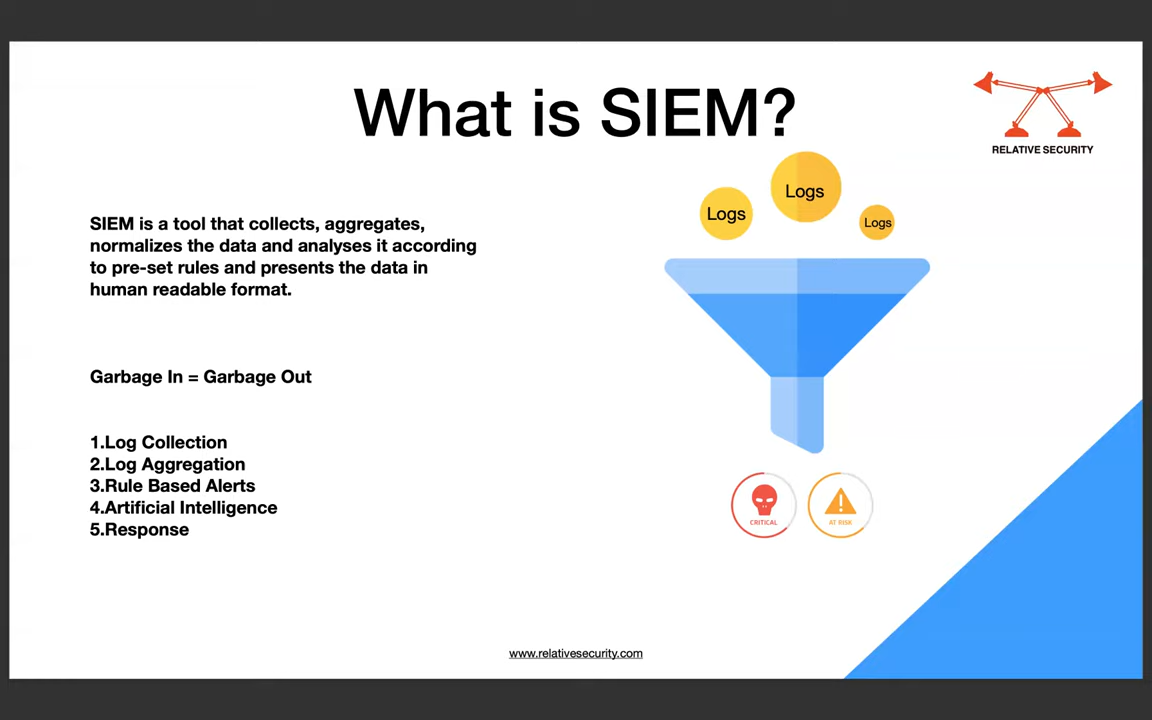 What is SIEM?
RELATIVE SECURITY
Logs
Logs
Logs
SIEM is a tool that collects, aggregates,
normalizes the data and analyses it according
to pre-set rules and presents the data in
human readable format.
Garbage In = Garbage Out
1.Log Collection
2.Log Aggregation
3.Rule Based Alerts
4.Artificial Intelligence
5.Response
CRITICAL
AT RISK
www.relativesecurity.com